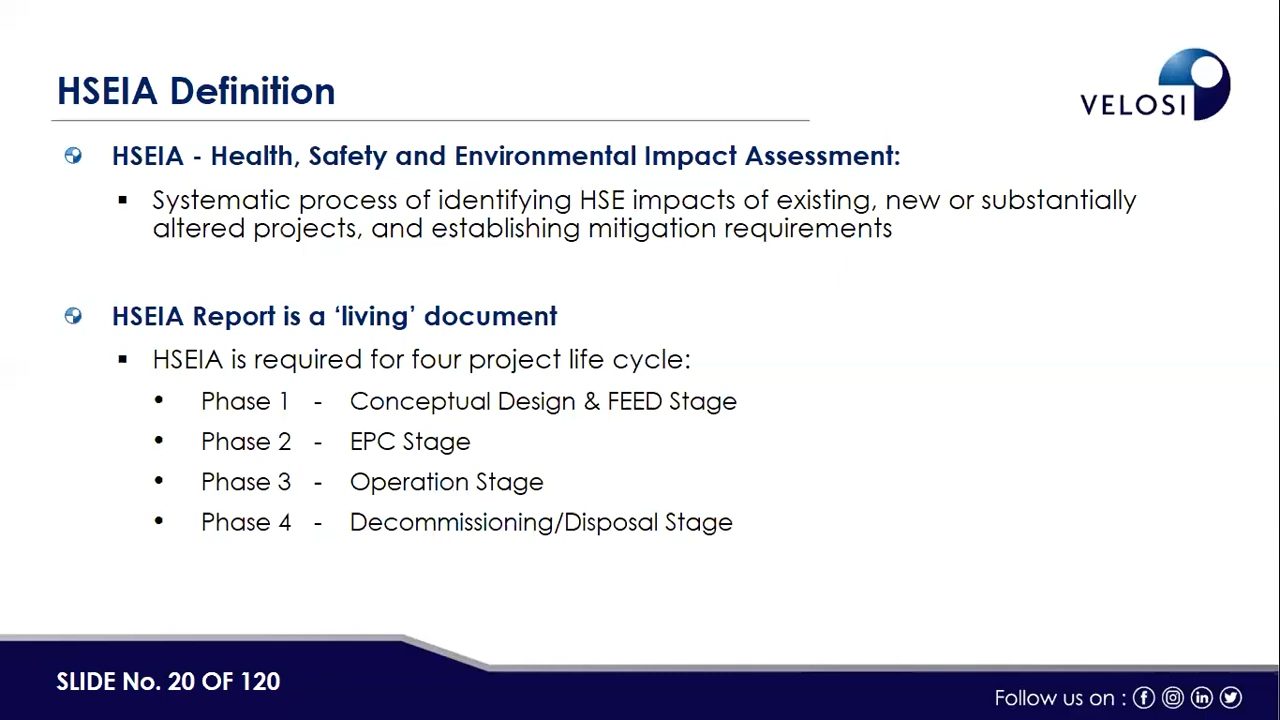 HSEIA Definition
VELOSI
HSEIA - Health, Safety and Environmental Impact Assessment:
▪ Systematic process of identifying HSE impacts of existing, new or substantially
altered projects, and establishing mitigation requirements
HSEIA Report is a ‘living’ document
▪ HSEIA is required for four project life cycle:
• Phase 1 - Conceptual Design & FEED Stage
• Phase 2 - EPC Stage
• Phase 3 - Operation Stage
• Phase 4 - Decommissioning/Disposal Stage
SLIDE No. 20 OF 120
Follow us on :